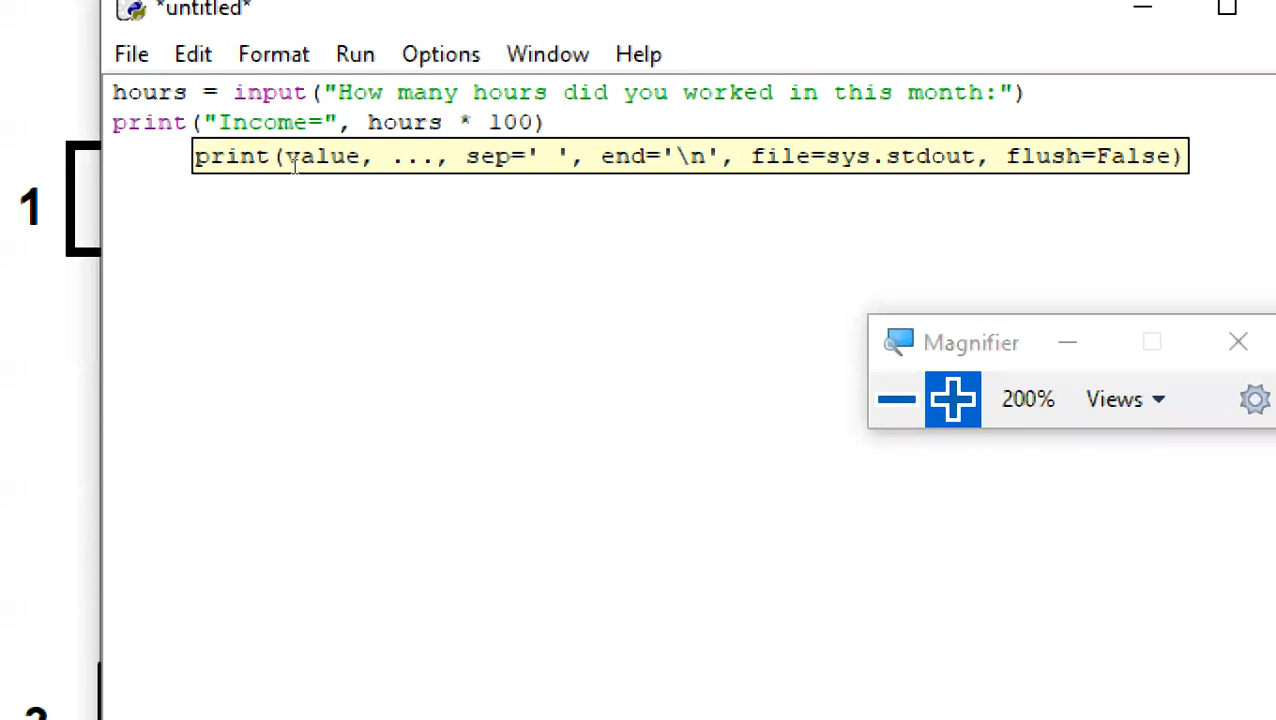 *untitled*
File Edit Format Run Options Window Help
hours = input("How many hours did you worked in this month:")
print("Income=", hours * 100)
print(value, ..., sep=' ', end='\n', file=sys.stdout, flush=False)
1
Magnifier
200% Views